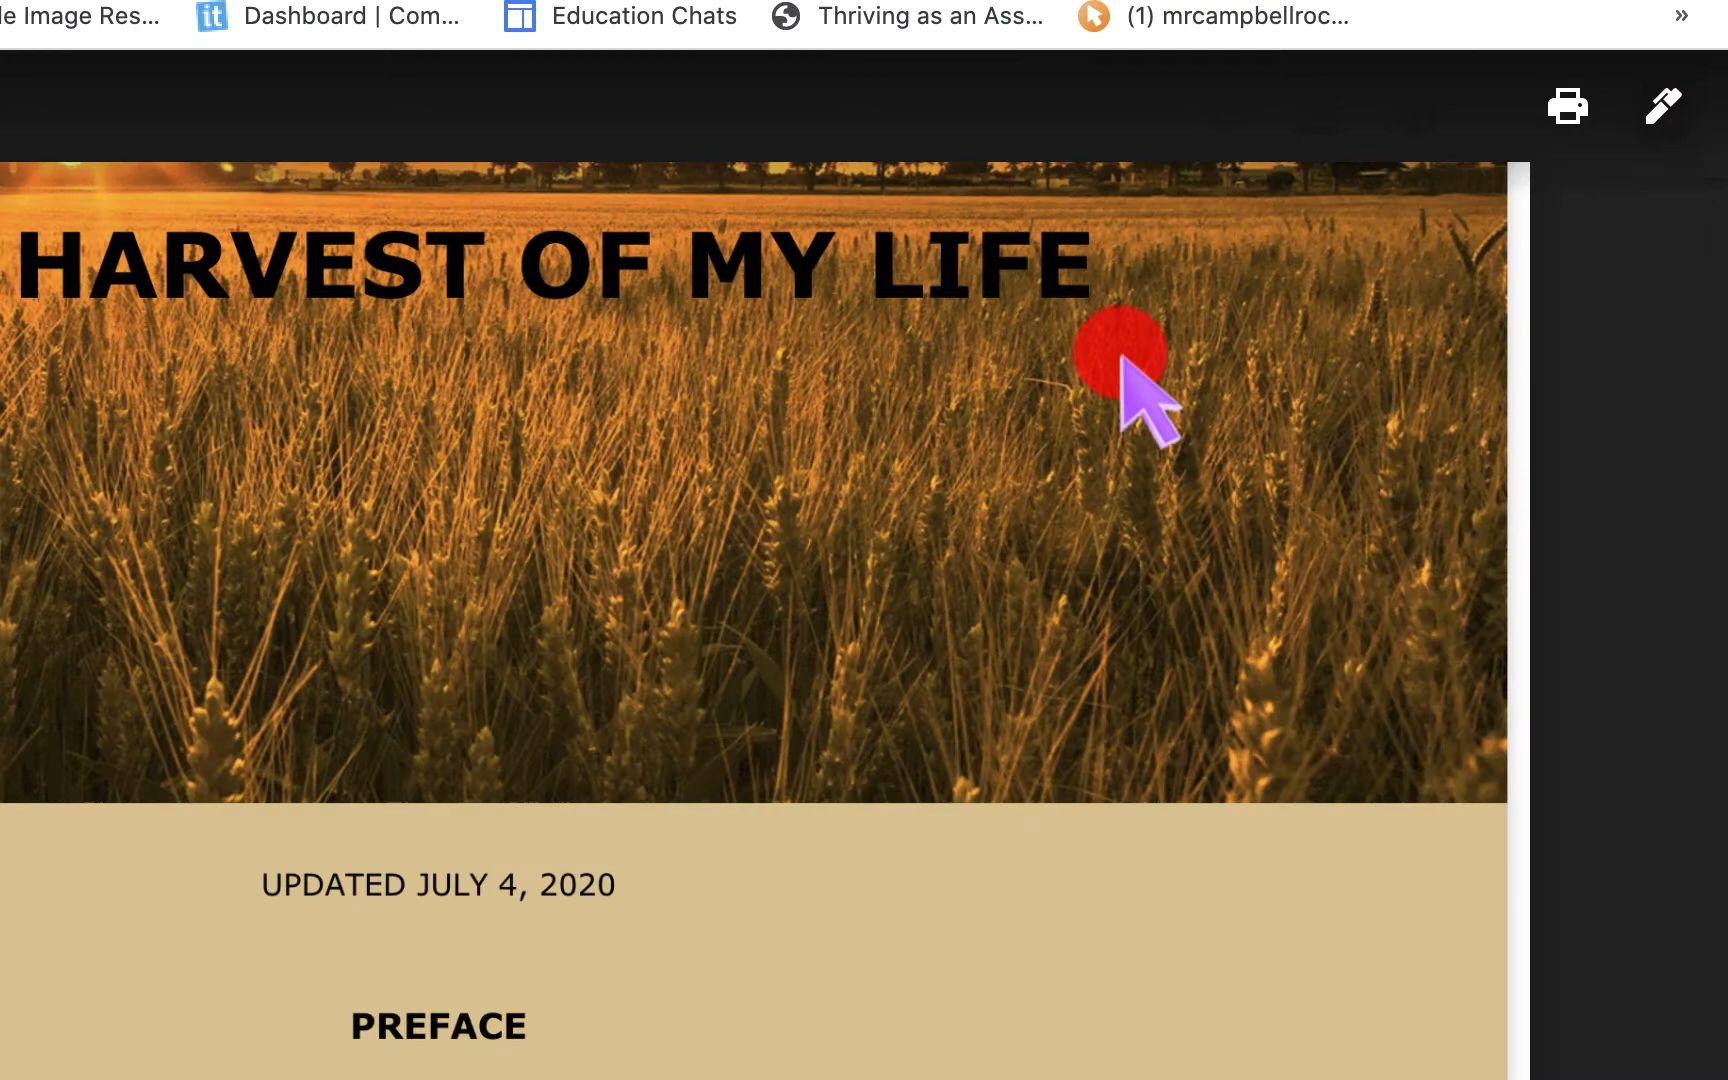 le Image Res... it Dashboard | Com... Education Chats Thriving as an Ass... (1) mrcampbellroc... »
HARVEST OF MY LIFE
UPDATED JULY 4, 2020
PREFACE